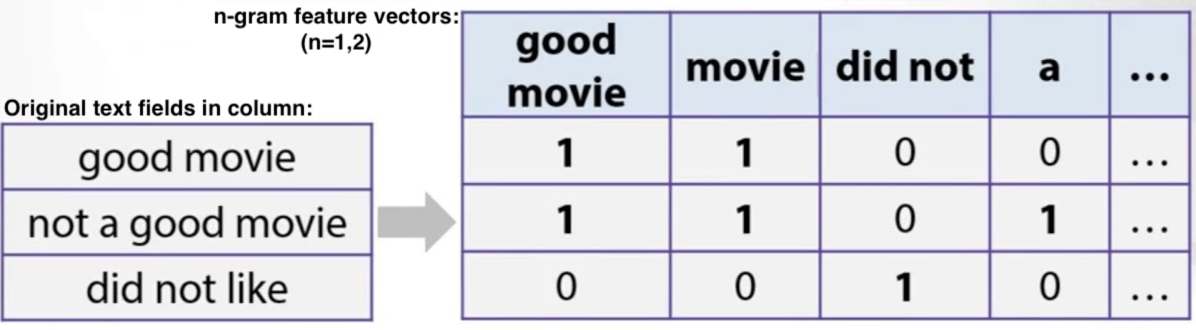 n-gram feature vectors:
(n=1,2)
Original text fields in column:
good movie
not a good movie
did not like
good
movie
movie
did not
a
...
1
1
0
0
...
1
1
0
1
...
0
0
1
0
...